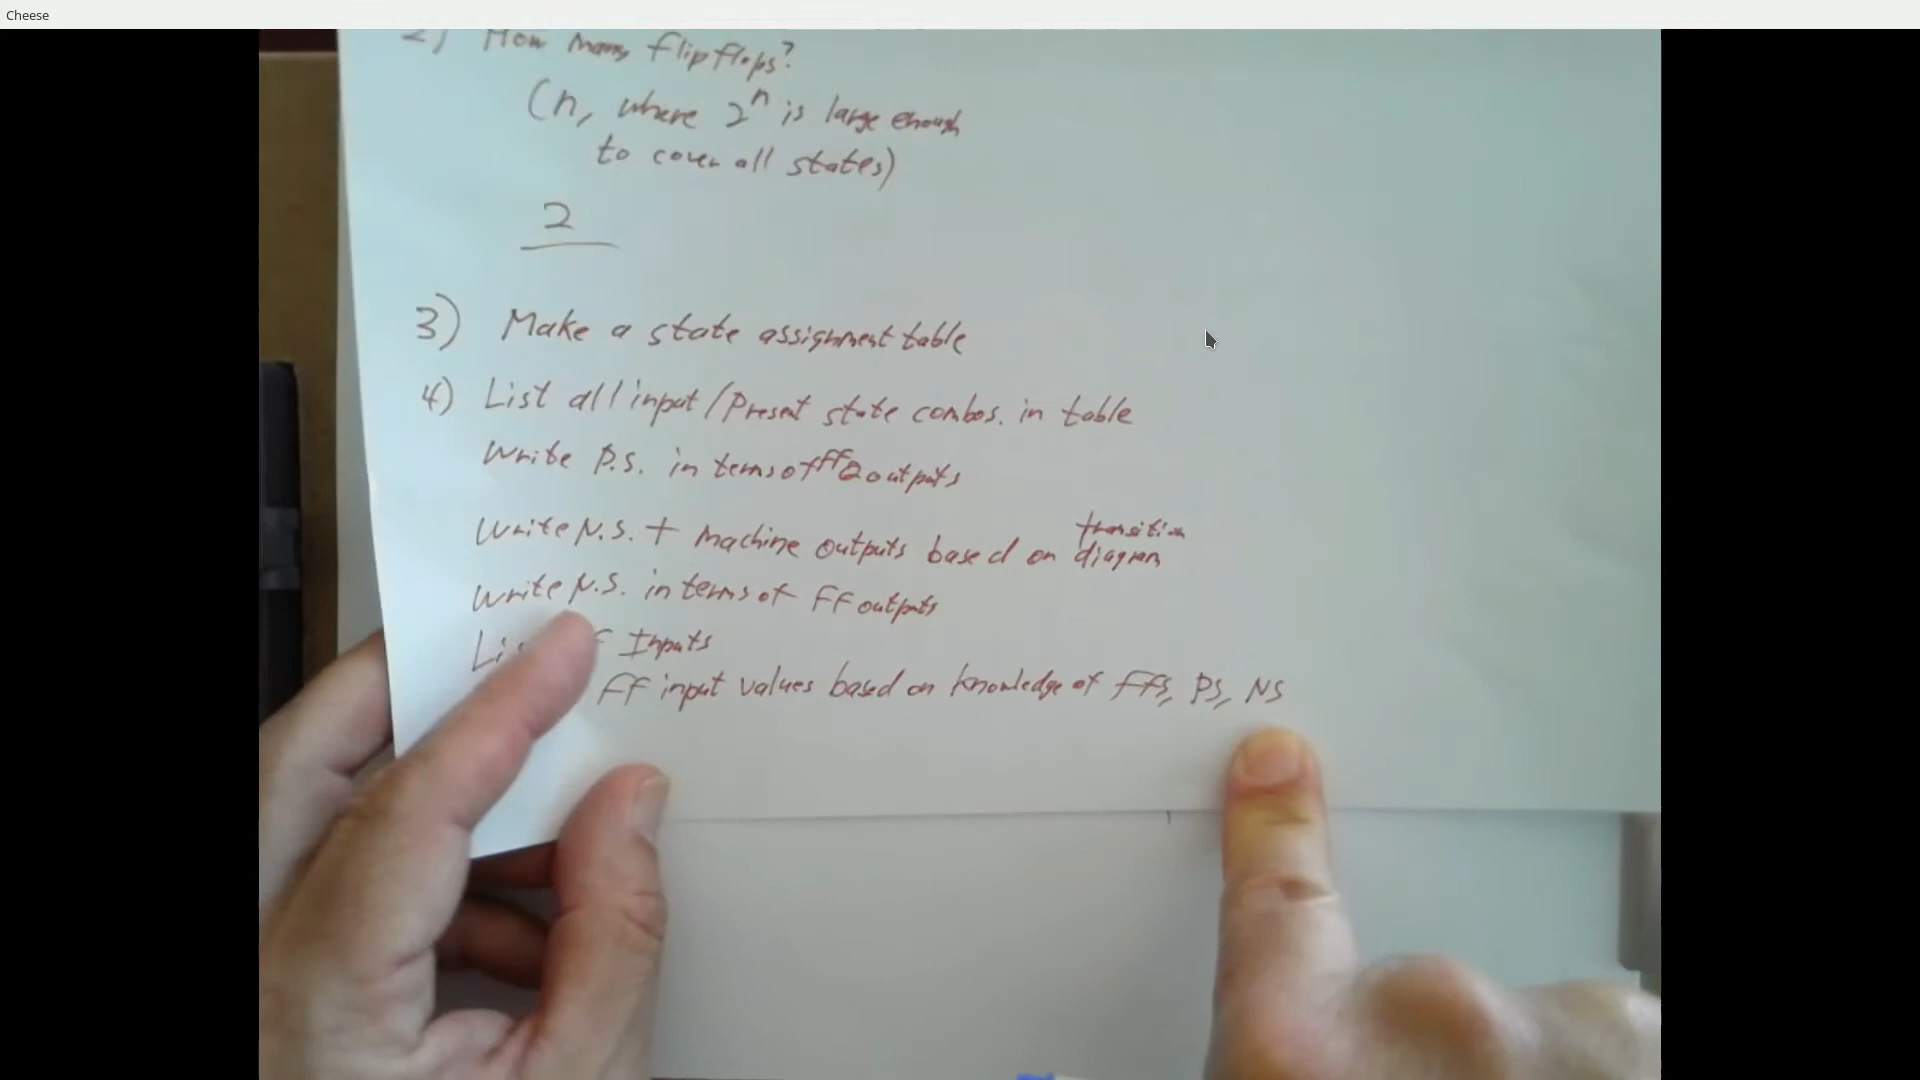 Cheese
2) How many flipflops?
(n, where 2^n is large enough
to cover all states)
2
3) Make a state assignment table
4) List all input/Present state combos. in table
Write P.S. in terms of ff Q outputs
Write N.S. + machine outputs based on transition diagram
Write N.S. in terms of FF outputs
Inputs
FF input values based on knowledge of ffs, PS, NS